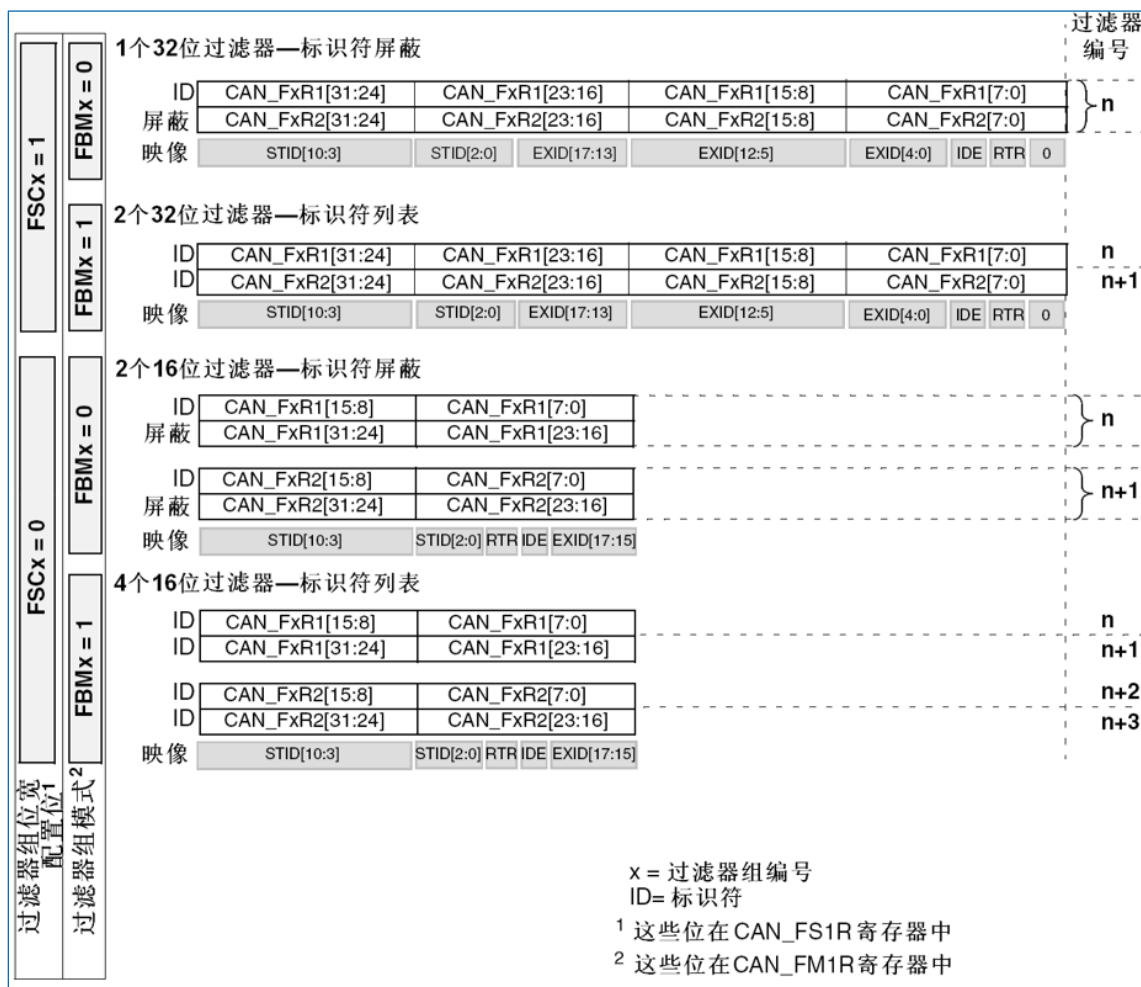 过滤器
编号
FSCx = 1
FBMx = 0
1个32位过滤器—标识符屏蔽
ID CAN_FxR1[31:24] CAN_FxR1[23:16] CAN_FxR1[15:8] CAN_FxR1[7:0] n
屏蔽 CAN_FxR2[31:24] CAN_FxR2[23:16] CAN_FxR2[15:8] CAN_FxR2[7:0]
映像 STID[10:3] STID[2:0] EXID[17:13] EXID[12:5] EXID[4:0] IDE RTR 0
FBMx = 1
2个32位过滤器—标识符列表
ID CAN_FxR1[31:24] CAN_FxR1[23:16] CAN_FxR1[15:8] CAN_FxR1[7:0] n
ID CAN_FxR2[31:24] CAN_FxR2[23:16] CAN_FxR2[15:8] CAN_FxR2[7:0] n+1
映像 STID[10:3] STID[2:0] EXID[17:13] EXID[12:5] EXID[4:0] IDE RTR 0
FSCx = 0
FBMx = 0
2个16位过滤器—标识符屏蔽
ID CAN_FxR1[15:8] CAN_FxR1[7:0] n
屏蔽 CAN_FxR1[31:24] CAN_FxR1[23:16]
ID CAN_FxR2[15:8] CAN_FxR2[7:0] n+1
屏蔽 CAN_FxR2[31:24] CAN_FxR2[23:16]
映像 STID[10:3] STID[2:0] RTR IDE EXID[17:15]
FBMx = 1
4个16位过滤器—标识符列表
ID CAN_FxR1[15:8] CAN_FxR1[7:0] n
ID CAN_FxR1[31:24] CAN_FxR1[23:16] n+1
ID CAN_FxR2[15:8] CAN_FxR2[7:0] n+2
ID CAN_FxR2[31:24] CAN_FxR2[23:16] n+3
映像 STID[10:3] STID[2:0] RTR IDE EXID[17:15]
过滤器组位宽
配置位¹
过滤器组模式²
x = 过滤器组编号
ID= 标识符
¹ 这些位在CAN_FS1R寄存器中
² 这些位在CAN_FM1R寄存器中